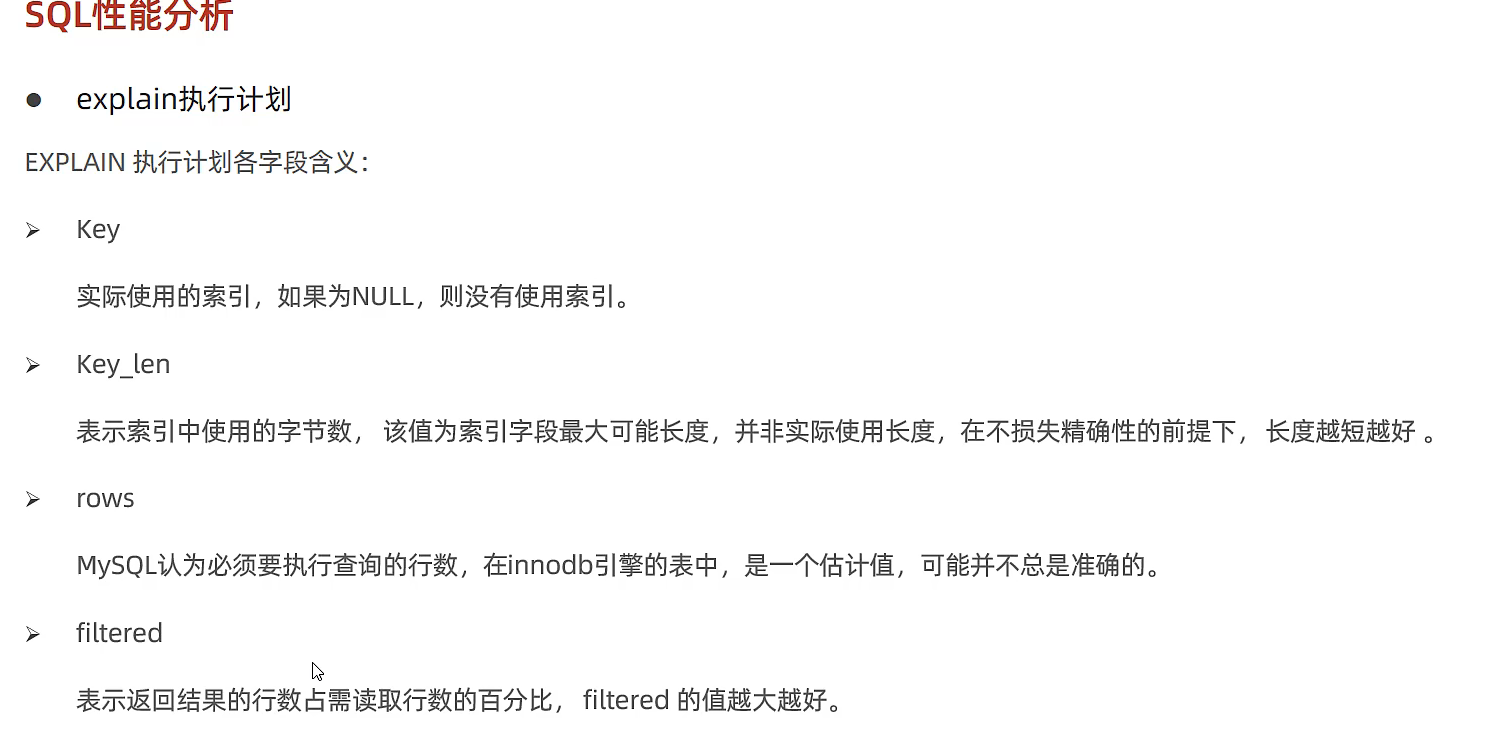 SQL性能分析
explain执行计划
EXPLAIN 执行计划各字段含义：
Key
实际使用的索引，如果为NULL，则没有使用索引。
Key_len
表示索引中使用的字节数， 该值为索引字段最大可能长度，并非实际使用长度，在不损失精确性的前提下， 长度越短越好 。
rows
MySQL认为必须要执行查询的行数，在innodb引擎的表中，是一个估计值，可能并不总是准确的。
filtered
表示返回结果的行数占需读取行数的百分比， filtered 的值越大越好。